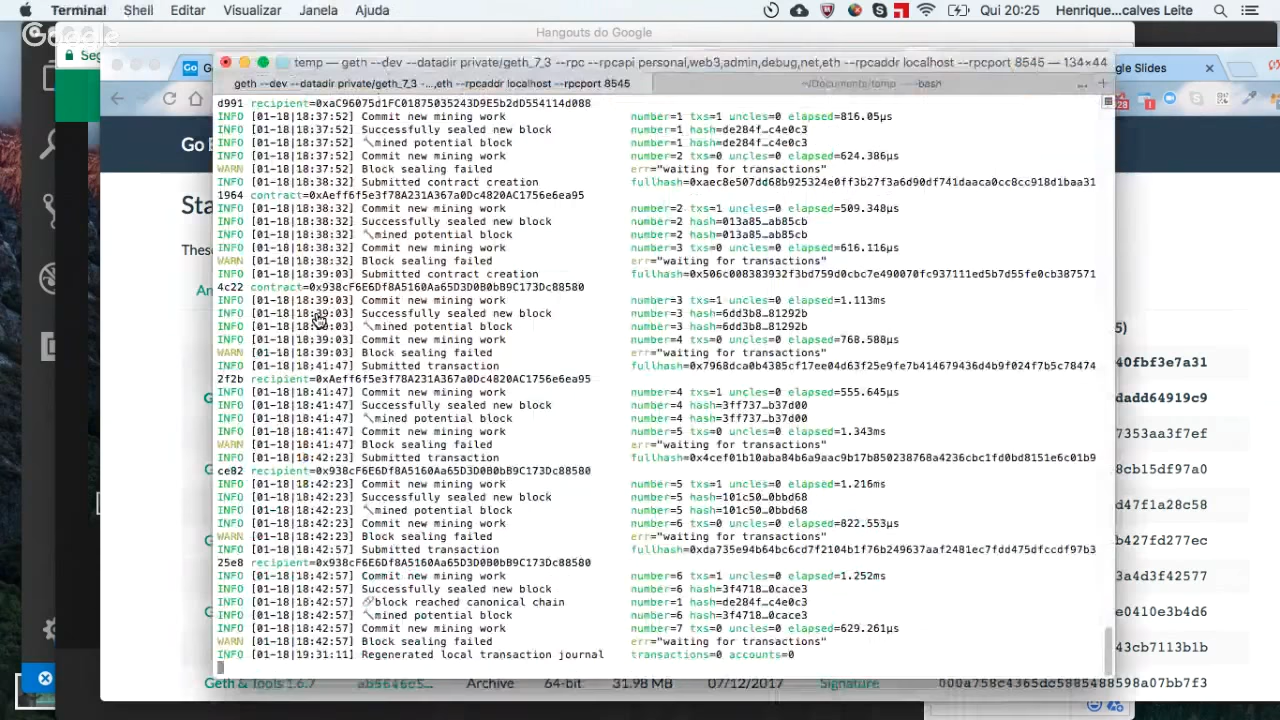 Terminal Shell Editar Visualizar Janela Ajuda Qui 20:25 Henrique...calves Leite
Google
Hangouts do Google
temp — geth --dev --datadir private/geth_7_3 --rpc --rpcapi personal,web3,admin,debug,net,eth --rpcaddr localhost --rpcport 8545 — 134×44
geth --dev --datadir private/geth_7_3 -...,eth --rpcaddr localhost --rpcport 8545 ~/Documents/temp — -bash +
Google Slides
d991 recipient=0xaC96075d1FC01875035243D9E5b2dD554114d088
INFO [01-18|18:37:52] Commit new mining work number=1 txs=1 uncles=0 elapsed=816.05µs
INFO [01-18|18:37:52] Successfully sealed new block number=1 hash=de284f…c4e0c3
INFO [01-18|18:37:52] 🔨mined potential block number=1 hash=de284f…c4e0c3
INFO [01-18|18:37:52] Commit new mining work number=2 txs=0 uncles=0 elapsed=624.386µs
WARN [01-18|18:37:52] Block sealing failed err="waiting for transactions"
INFO [01-18|18:38:32] Submitted contract creation fullhash=0xaec8e507dd68b925324e0ff3b27f3a6d90df741daaca0cc8cc918d1baa31
1964 contract=0xAeff6f5e3f78A231A367a0Dc4820AC1756e6ea95
INFO [01-18|18:38:32] Commit new mining work number=2 txs=1 uncles=0 elapsed=509.348µs
INFO [01-18|18:38:32] Successfully sealed new block number=2 hash=013a85…ab85cb
INFO [01-18|18:38:32] 🔨mined potential block number=2 hash=013a85…ab85cb
INFO [01-18|18:38:32] Commit new mining work number=3 txs=0 uncles=0 elapsed=616.116µs
WARN [01-18|18:38:32] Block sealing failed err="waiting for transactions"
INFO [01-18|18:39:03] Submitted contract creation fullhash=0x506c008383932f3bd759d0cbc7e490070fc937111ed5b7d55fe0cb387571
4c22 contract=0x938cF6E6Df8A5160Aa65D3D0B0bB9C173Dc88580
INFO [01-18|18:39:03] Commit new mining work number=3 txs=1 uncles=0 elapsed=1.113ms
INFO [01-18|18:39:03] Successfully sealed new block number=3 hash=6dd3b8…81292b
INFO [01-18|18:39:03] 🔨mined potential block number=3 hash=6dd3b8…81292b
INFO [01-18|18:39:03] Commit new mining work number=4 txs=0 uncles=0 elapsed=768.588µs
WARN [01-18|18:39:03] Block sealing failed err="waiting for transactions"
INFO [01-18|18:41:47] Submitted transaction fullhash=0x7968dca0b4385cf17ee04d63f25e9fe7b414679436d4b9f024f7b5c78474
2f2b recipient=0xAeff6f5e3f78A231A367a0Dc4820AC1756e6ea95
INFO [01-18|18:41:47] Commit new mining work number=4 txs=1 uncles=0 elapsed=555.645µs
INFO [01-18|18:41:47] Successfully sealed new block number=4 hash=3ff737…b37d00
INFO [01-18|18:41:47] 🔨mined potential block number=4 hash=3ff737…b37d00
INFO [01-18|18:41:47] Commit new mining work number=5 txs=0 uncles=0 elapsed=1.343ms
WARN [01-18|18:41:47] Block sealing failed err="waiting for transactions"
INFO [01-18|18:42:23] Submitted transaction fullhash=0x4cef01b10aba84b6a9aac9b17b850238768a4236cbc1fd0bd8151e6c01b9
ce82 recipient=0x938cF6E6Df8A5160Aa65D3D0B0bB9C173Dc88580
INFO [01-18|18:42:23] Commit new mining work number=5 txs=1 uncles=0 elapsed=1.216ms
INFO [01-18|18:42:23] Successfully sealed new block number=5 hash=101c50…0bbd68
INFO [01-18|18:42:23] 🔨mined potential block number=5 hash=101c50…0bbd68
INFO [01-18|18:42:23] Commit new mining work number=6 txs=0 uncles=0 elapsed=822.553µs
WARN [01-18|18:42:23] Block sealing failed err="waiting for transactions"
INFO [01-18|18:42:57] Submitted transaction fullhash=0xda735e94b64bc6cd7f2104b1f76b249637aaf2481ec7fdd475dfccdf97b3
25e8 recipient=0x938cF6E6Df8A5160Aa65D3D0B0bB9C173Dc88580
INFO [01-18|18:42:57] Commit new mining work number=6 txs=1 uncles=0 elapsed=1.252ms
INFO [01-18|18:42:57] Successfully sealed new block number=6 hash=3f4718…0cace3
INFO [01-18|18:42:57] 🔗block reached canonical chain number=1 hash=de284f…c4e0c3
INFO [01-18|18:42:57] 🔨mined potential block number=6 hash=3f4718…0cace3
INFO [01-18|18:42:57] Commit new mining work number=7 txs=0 uncles=0 elapsed=629.261µs
WARN [01-18|18:42:57] Block sealing failed err="waiting for transactions"
INFO [01-18|19:31:11] Regenerated local transaction journal transactions=0 accounts=0
Seg
Go
Sta
These
40fbf3e7a31
dadd64919c9
7353aa3f7ef
8cb15df97a0
d47f1a28c58
b427fd277ec
3a4d3f42577
e0410e3b4d6
43cb7113b1b
Geth & Tools 1.6.7 Archive 64-bit 31.98 MB 07/12/2017 Signature 000a758c4365dc5885488598a07bb7f3